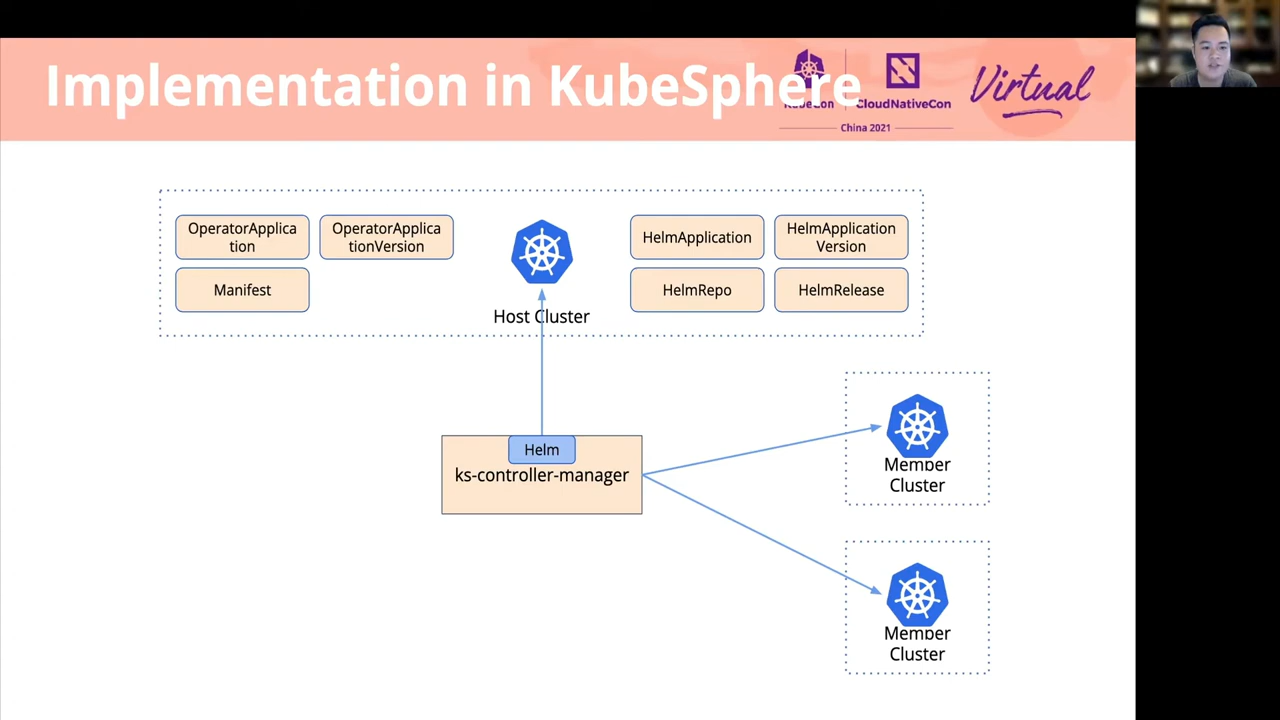 Implementation in KubeSphere
KubeCon
CloudNativeCon
Virtual
China 2021
OperatorApplica
tion
OperatorApplica
tionVersion
HelmApplication
HelmApplication
Version
Manifest
HelmRepo
HelmRelease
Host Cluster
Helm
ks-controller-manager
Member
Cluster
Member
Cluster